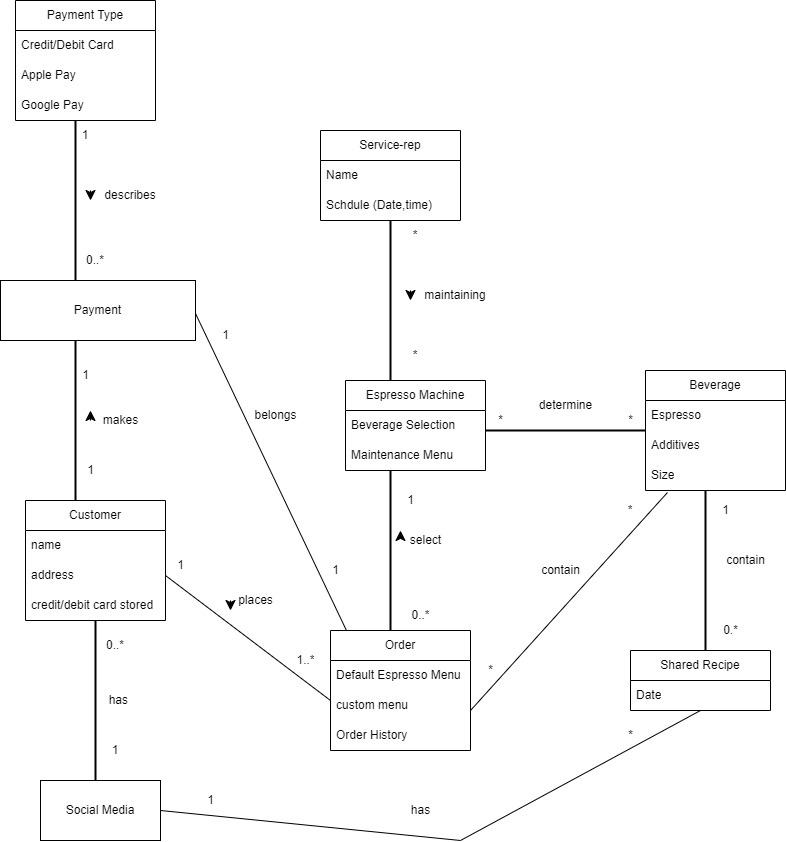 Payment Type
Credit/Debit Card
Apple Pay
Google Pay
1
describes
0..*
Payment
1
makes
1
Customer
name
address
credit/debit card stored
0..*
has
1
Social Media
Service-rep
Name
Schdule (Date,time)
*
maintaining
*
Espresso Machine
Beverage Selection
Maintenance Menu
*
determine
*
Beverage
Espresso
Additives
Size
1
belongs
1
1
places
1..*
1
select
0..*
Order
Default Espresso Menu
custom menu
Order History
*
contain
*
1
contain
0.*
Shared Recipe
Date
*
has
1